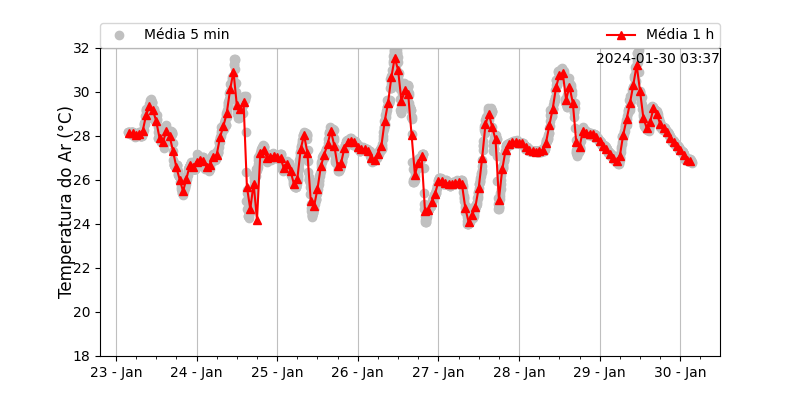 Média 5 min
Média 1 h
2024-01-30 03:37
Temperatura do Ar (°C)
32
30
28
26
24
22
20
18
23 - Jan
24 - Jan
25 - Jan
26 - Jan
27 - Jan
28 - Jan
29 - Jan
30 - Jan